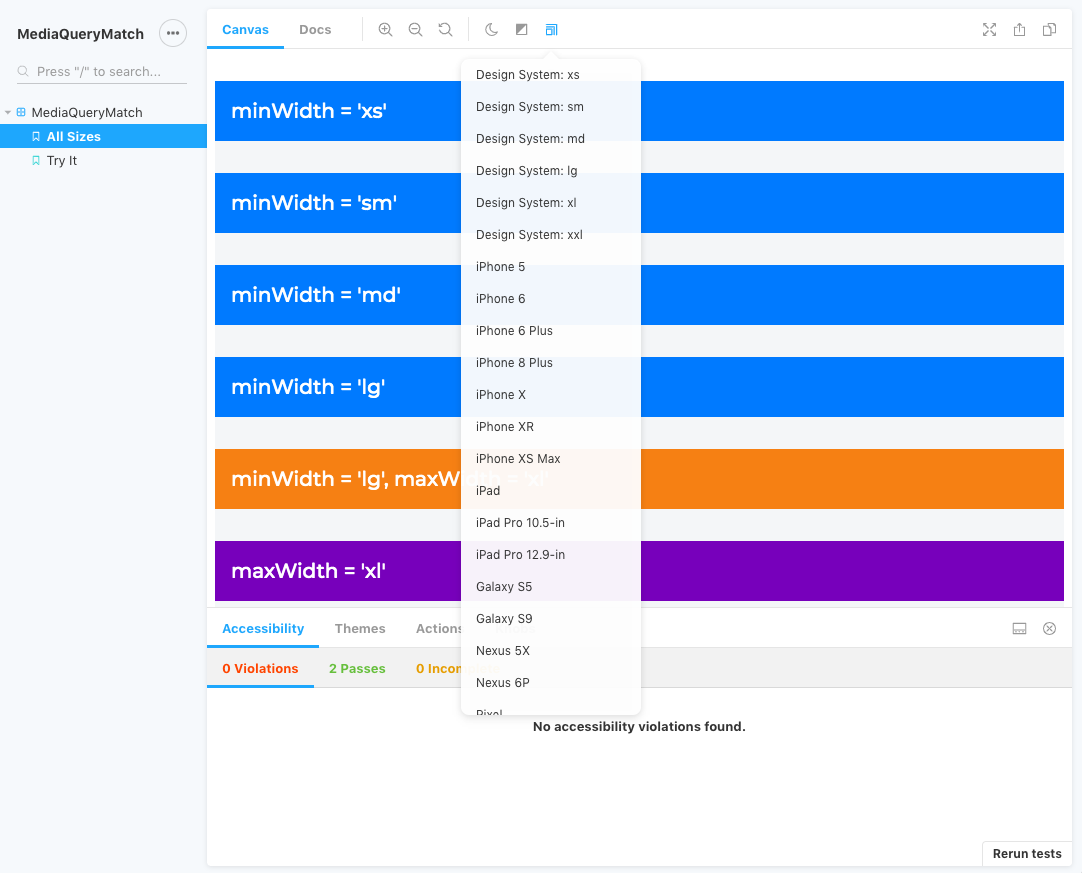 MediaQueryMatch
Press "/" to search...
MediaQueryMatch
All Sizes
Try It
Canvas
Docs
minWidth = 'xs'
minWidth = 'sm'
minWidth = 'md'
minWidth = 'lg'
minWidth = 'lg', maxWidth = 'xl'
maxWidth = 'xl'
Design System: xs
Design System: sm
Design System: md
Design System: lg
Design System: xl
Design System: xxl
iPhone 5
iPhone 6
iPhone 6 Plus
iPhone 8 Plus
iPhone X
iPhone XR
iPhone XS Max
iPad
iPad Pro 10.5-in
iPad Pro 12.9-in
Galaxy S5
Galaxy S9
Nexus 5X
Nexus 6P
Pixel
Accessibility
Themes
Actions
0 Violations
2 Passes
0 Incomplete
No accessibility violations found.
Rerun tests